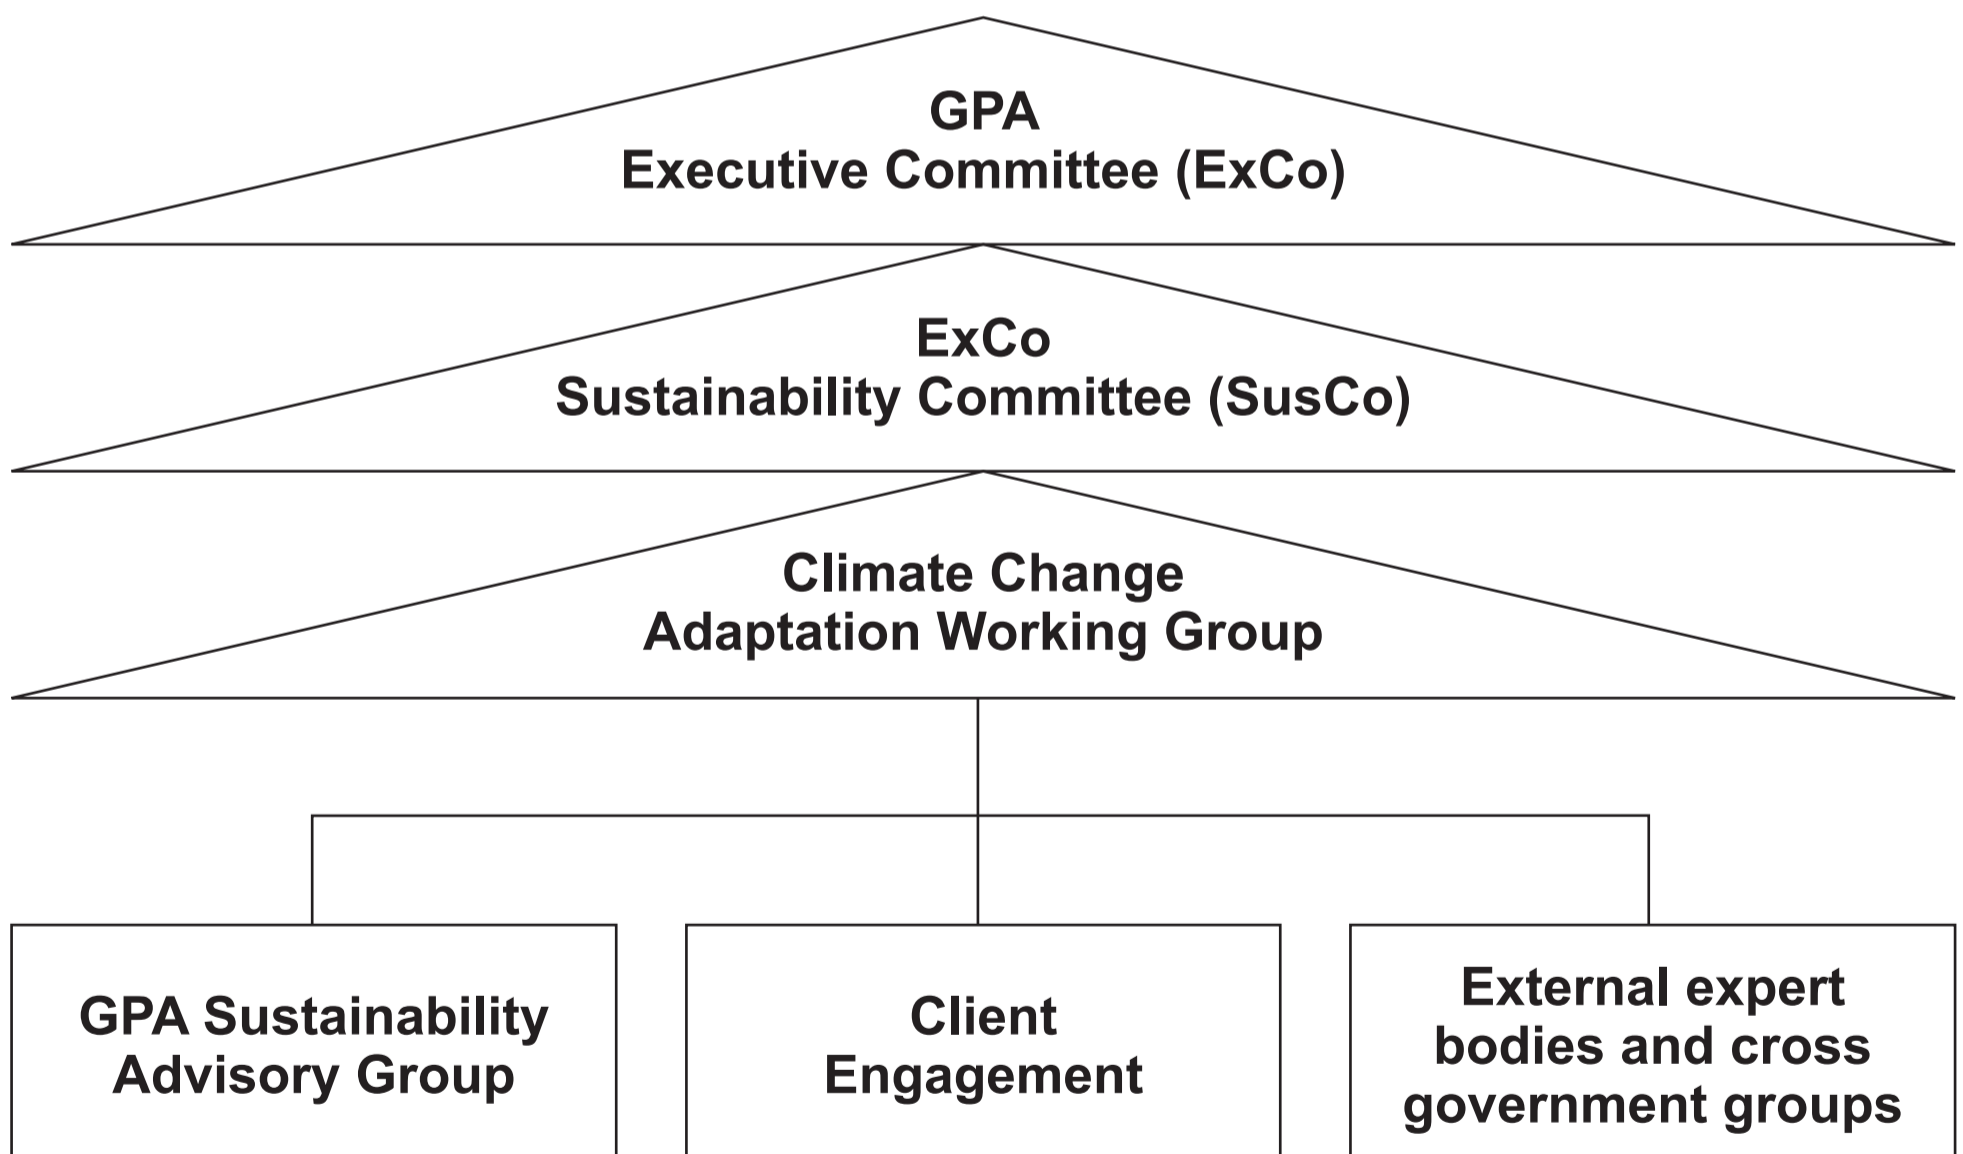 GPA
Executive Committee (ExCo)
ExCo
Sustainability Committee (SusCo)
Climate Change
Adaptation Working Group
GPA Sustainability
Advisory Group
Client
Engagement
External expert
bodies and cross
government groups